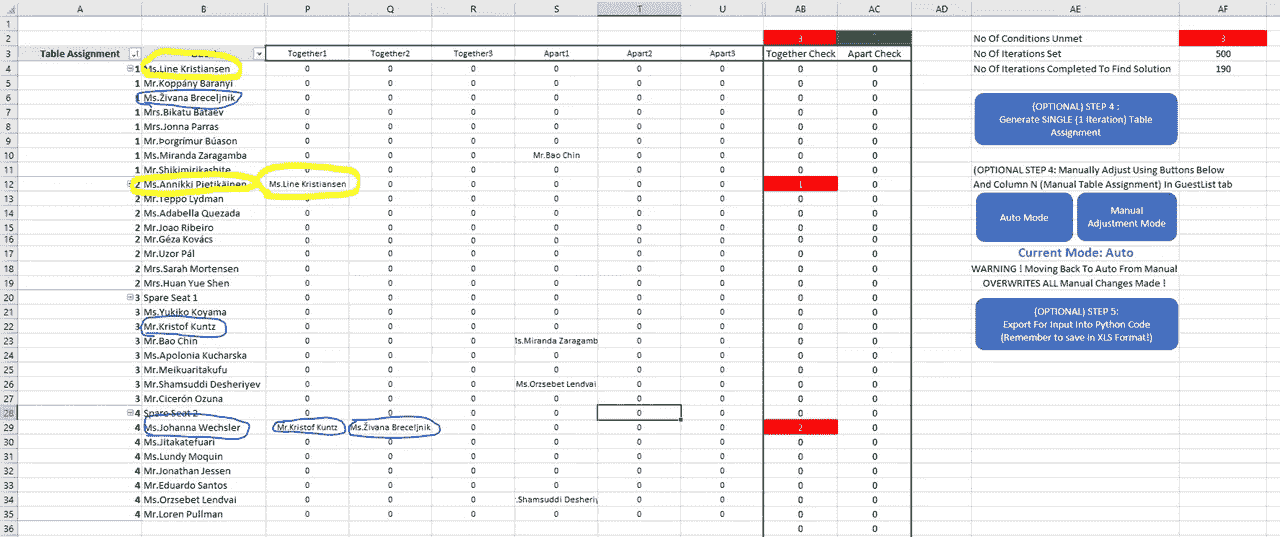 A B P Q R S T U AB AC AD AE AF
1
2 3 No Of Conditions Unmet 3
3 Table Assignment Together1 Together2 Together3 Apart1 Apart2 Apart3 Together Check Apart Check No Of Iterations Set 500
4 1 Ms.Line Kristiansen 0 0 0 0 0 0 0 0 No Of Iterations Completed To Find Solution 190
5 1 Mr.Koppány Baranyi 0 0 0 0 0 0 0 0
6 1 Ms.Živana Breceljnik 0 0 0 0 0 0 0 0
7 1 Mrs.Bikatu Bataev 0 0 0 0 0 0 0 0
8 1 Mrs.Jonna Parras 0 0 0 0 0 0 0 0
9 1 Mr.Þorgrímur Búason 0 0 0 0 0 0 0 0
10 1 Ms.Miranda Zaragamba 0 0 0 Mr.Bao Chin 0 0 0 0
11 1 Mr.Shikimirikashite 0 0 0 0 0 0 0 0
12 2 Ms.Annikki Pietikäinen Ms.Line Kristiansen 0 0 0 0 0 1 0
13 2 Mr.Teppo Lydman 0 0 0 0 0 0 0 0
14 2 Ms.Adabella Quezada 0 0 0 0 0 0 0 0
15 2 Mr.Joao Ribeiro 0 0 0 0 0 0 0 0
16 2 Mr.Géza Kovács 0 0 0 0 0 0 0 0
17 2 Mr.Uzor Pál 0 0 0 0 0 0 0 0
18 2 Mrs.Sarah Mortensen 0 0 0 0 0 0 0 0
19 2 Mrs.Huan Yue Shen 0 0 0 0 0 0 0 0
20 3 Spare Seat 1 0 0 0 0 0 0 0 0
21 3 Ms.Yukiko Koyama 0 0 0 0 0 0 0 0
22 3 Mr.Kristof Kuntz 0 0 0 0 0 0 0 0
23 3 Mr.Bao Chin 0 0 0 Ms.Miranda Zaragamb 0 0 0 0
24 3 Ms.Apolonia Kucharska 0 0 0 0 0 0 0 0
25 3 Mr.Meikuaritakufu 0 0 0 0 0 0 0 0
26 3 Mr.Shamsuddi Desheriyev 0 0 0 Ms.Orzsebet Lendvai 0 0 0 0
27 3 Mr.Cicerón Ozuna 0 0 0 0 0 0 0 0
28 4 Spare Seat 2 0 0 0 0 0 0 0 0
29 4 Ms.Johanna Wechsler Mr.Kristof Kuntz Ms.Živana Breceljnik 0 0 0 0 2 0
30 4 Ms.Jitakatefuari 0 0 0 0 0 0 0 0
31 4 Ms.Lundy Moquin 0 0 0 0 0 0 0 0
32 4 Mr.Jonathan Jessen 0 0 0 0 0 0 0 0
33 4 Mr.Eduardo Santos 0 0 0 0 0 0 0 0
34 4 Ms.Orzsebet Lendvai 0 0 0 .Shamsuddi Desheriy 0 0 0 0
35 4 Mr.Loren Pullman 0 0 0 0 0 0 0 0
36 0 0
(OPTIONAL) STEP 4 :
Generate SINGLE (1 Iteration) Table
Assignment
(OPTIONAL STEP 4: Manually Adjust Using Buttons Below
And Column N (Manual Table Assignment) In GuestList tab
Auto Mode
Manual
Adjustment Mode
Current Mode: Auto
WARNING ! Moving Back To Auto From Manual
OVERWRITES ALL Manual Changes Made !
(OPTIONAL) STEP 5:
Export For Input Into Python Code
(Remember to save in XLS Format!)